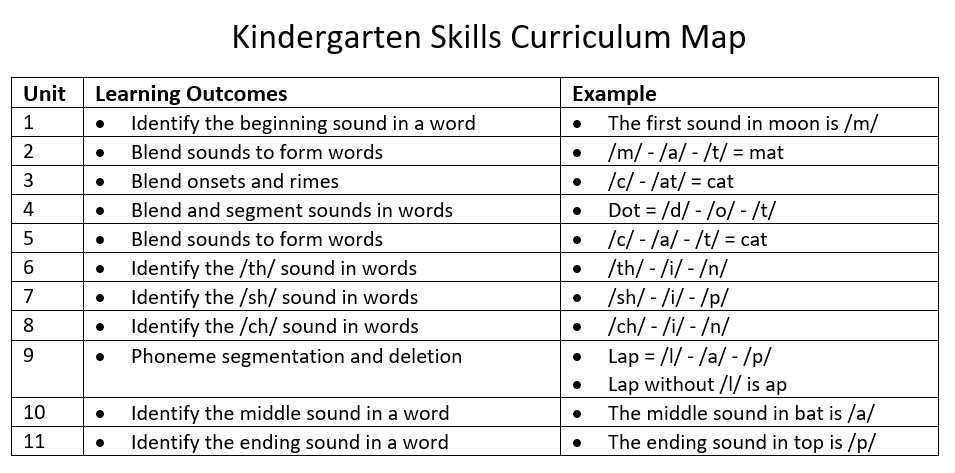 Kindergarten Skills Curriculum Map
Unit Learning Outcomes Example
1 • Identify the beginning sound in a word • The first sound in moon is /m/
2 • Blend sounds to form words • /m/ - /a/ - /t/ = mat
3 • Blend onsets and rimes • /c/ - /at/ = cat
4 • Blend and segment sounds in words • Dot = /d/ - /o/ - /t/
5 • Blend sounds to form words • /c/ - /a/ - /t/ = cat
6 • Identify the /th/ sound in words • /th/ - /i/ - /n/
7 • Identify the /sh/ sound in words • /sh/ - /i/ - /p/
8 • Identify the /ch/ sound in words • /ch/ - /i/ - /n/
9 • Phoneme segmentation and deletion • Lap = /l/ - /a/ - /p/
• Lap without /l/ is ap
10 • Identify the middle sound in a word • The middle sound in bat is /a/
11 • Identify the ending sound in a word • The ending sound in top is /p/